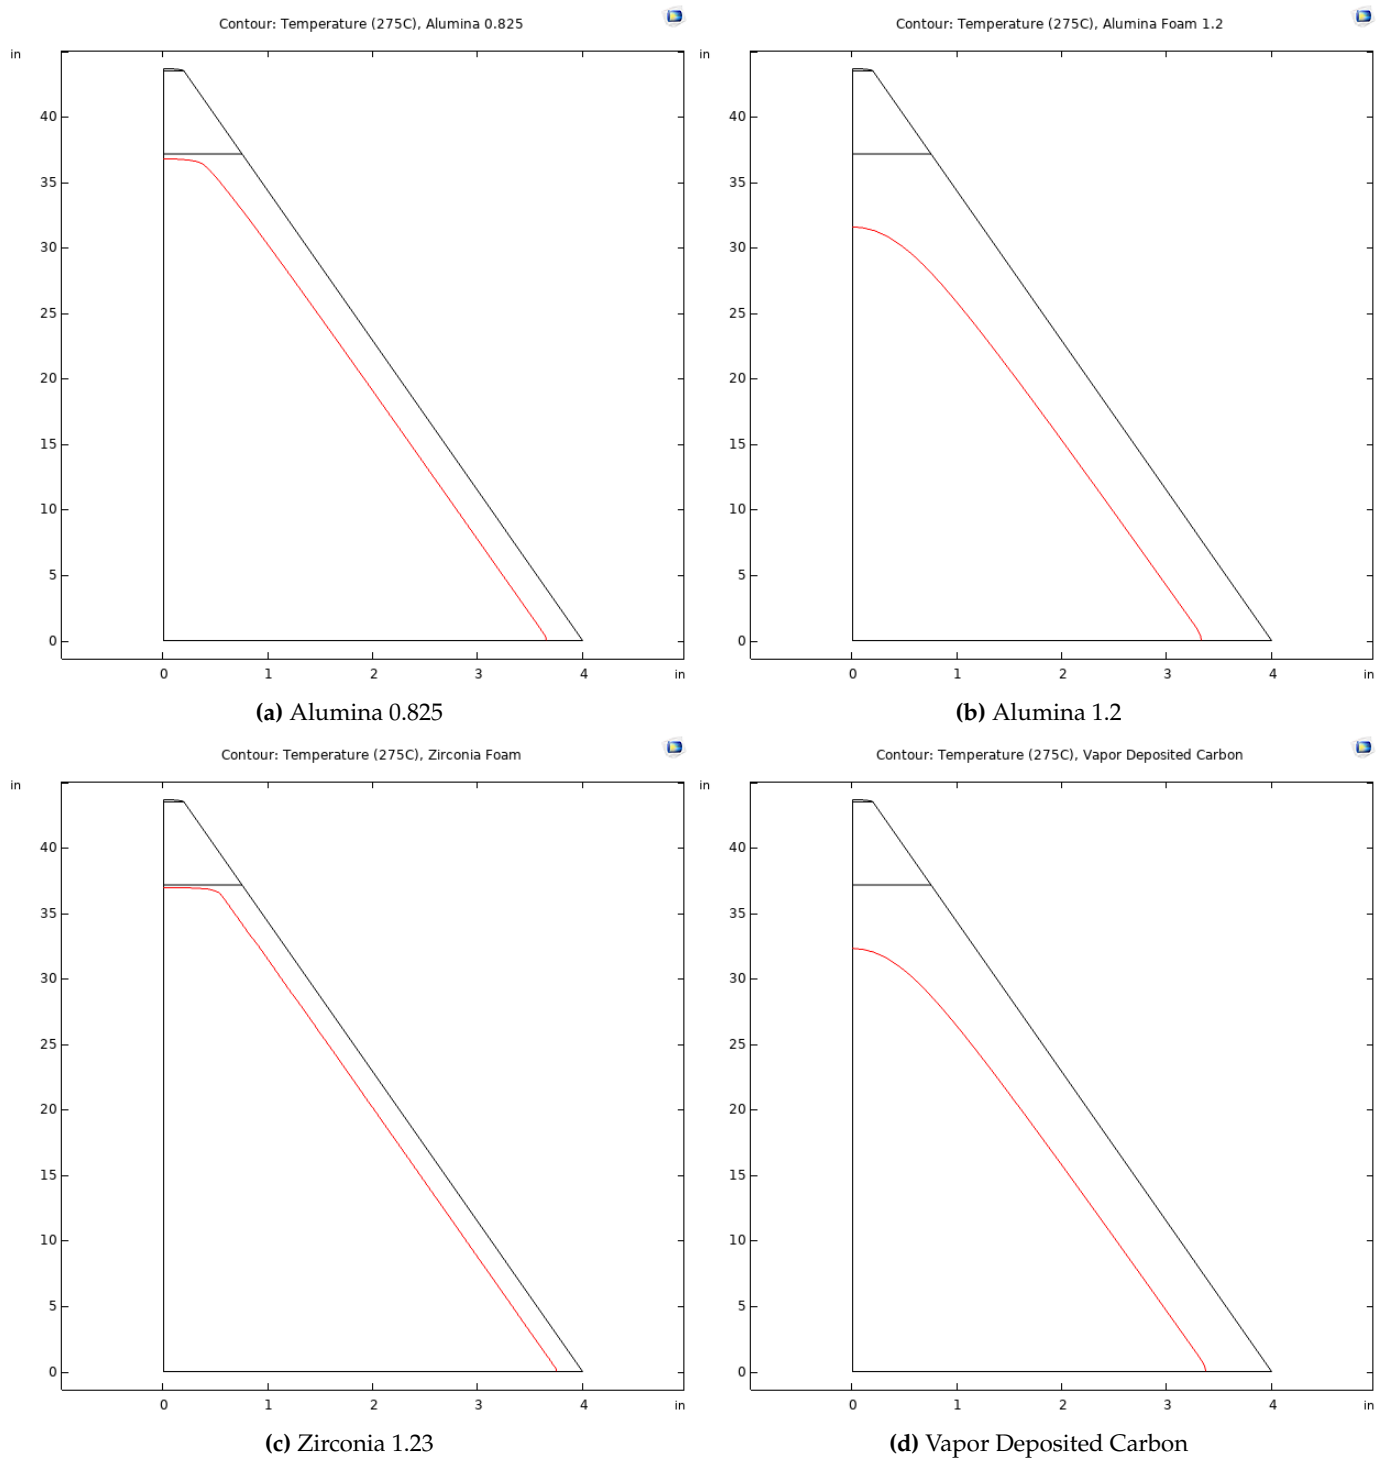 Contour: Temperature (275C), Alumina 0.825
in
40
35
30
25
20
15
10
5
0
0 1 2 3 4 in
(a) Alumina 0.825
Contour: Temperature (275C), Alumina Foam 1.2
in
40
35
30
25
20
15
10
5
0
0 1 2 3 4 in
(b) Alumina 1.2
Contour: Temperature (275C), Zirconia Foam
in
40
35
30
25
20
15
10
5
0
0 1 2 3 4 in
(c) Zirconia 1.23
Contour: Temperature (275C), Vapor Deposited Carbon
in
40
35
30
25
20
15
10
5
0
0 1 2 3 4 in
(d) Vapor Deposited Carbon